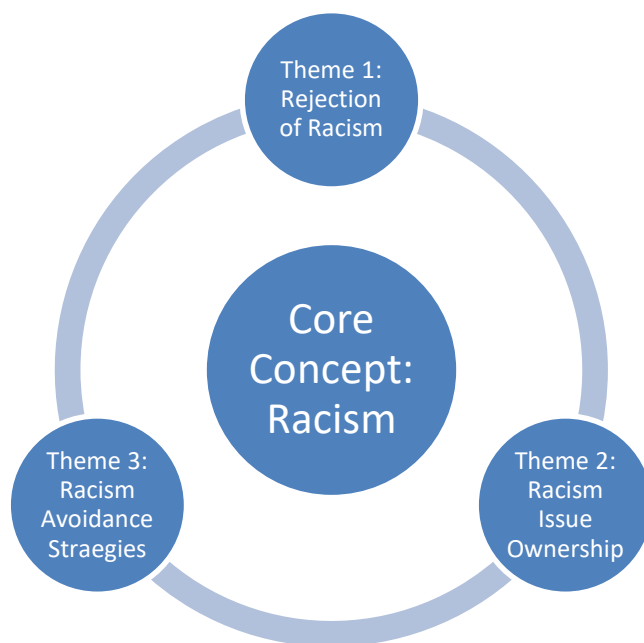 Theme 1:
Rejection
of Racism
Core
Concept:
Racism
Theme 3:
Racism
Avoidance
Straegies
Theme 2:
Racism
Issue
Ownership